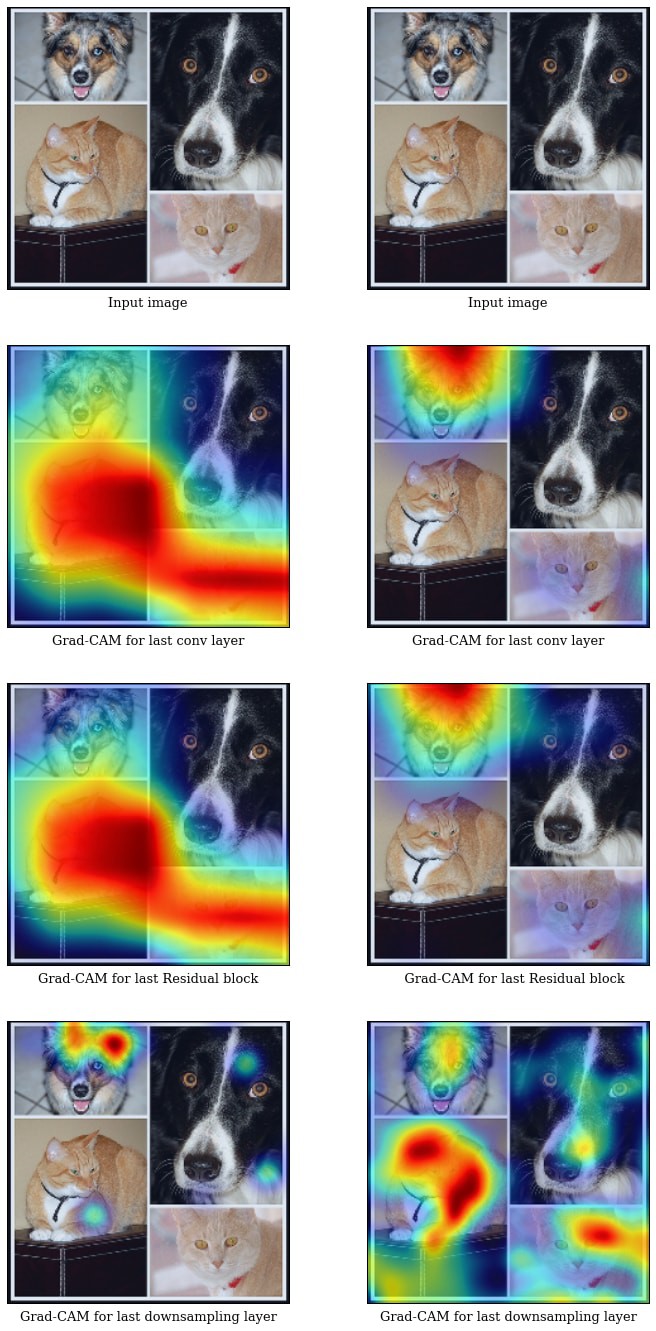 Input image
Input image
Grad-CAM for last conv layer
Grad-CAM for last conv layer
Grad-CAM for last Residual block
Grad-CAM for last Residual block
Grad-CAM for last downsampling layer
Grad-CAM for last downsampling layer